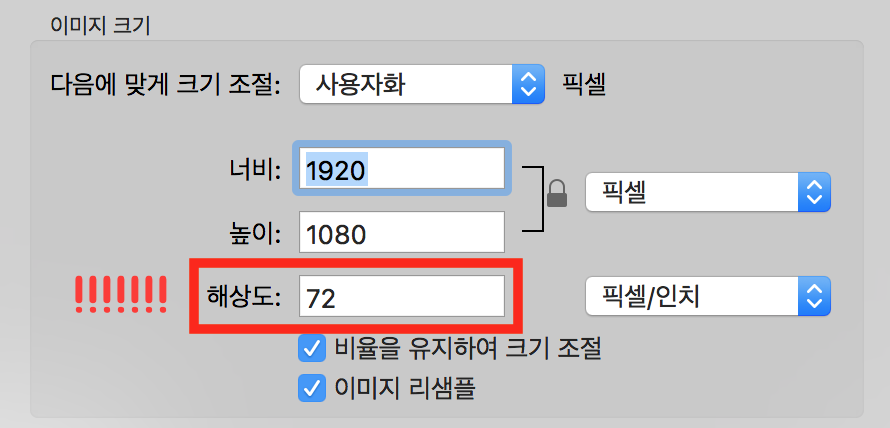 이미지 크기
다음에 맞게 크기 조절: 사용자화 픽셀
너비: 1920 픽셀
높이: 1080
!!!!!!! 해상도: 72 픽셀/인치
비율을 유지하여 크기 조절
이미지 리샘플